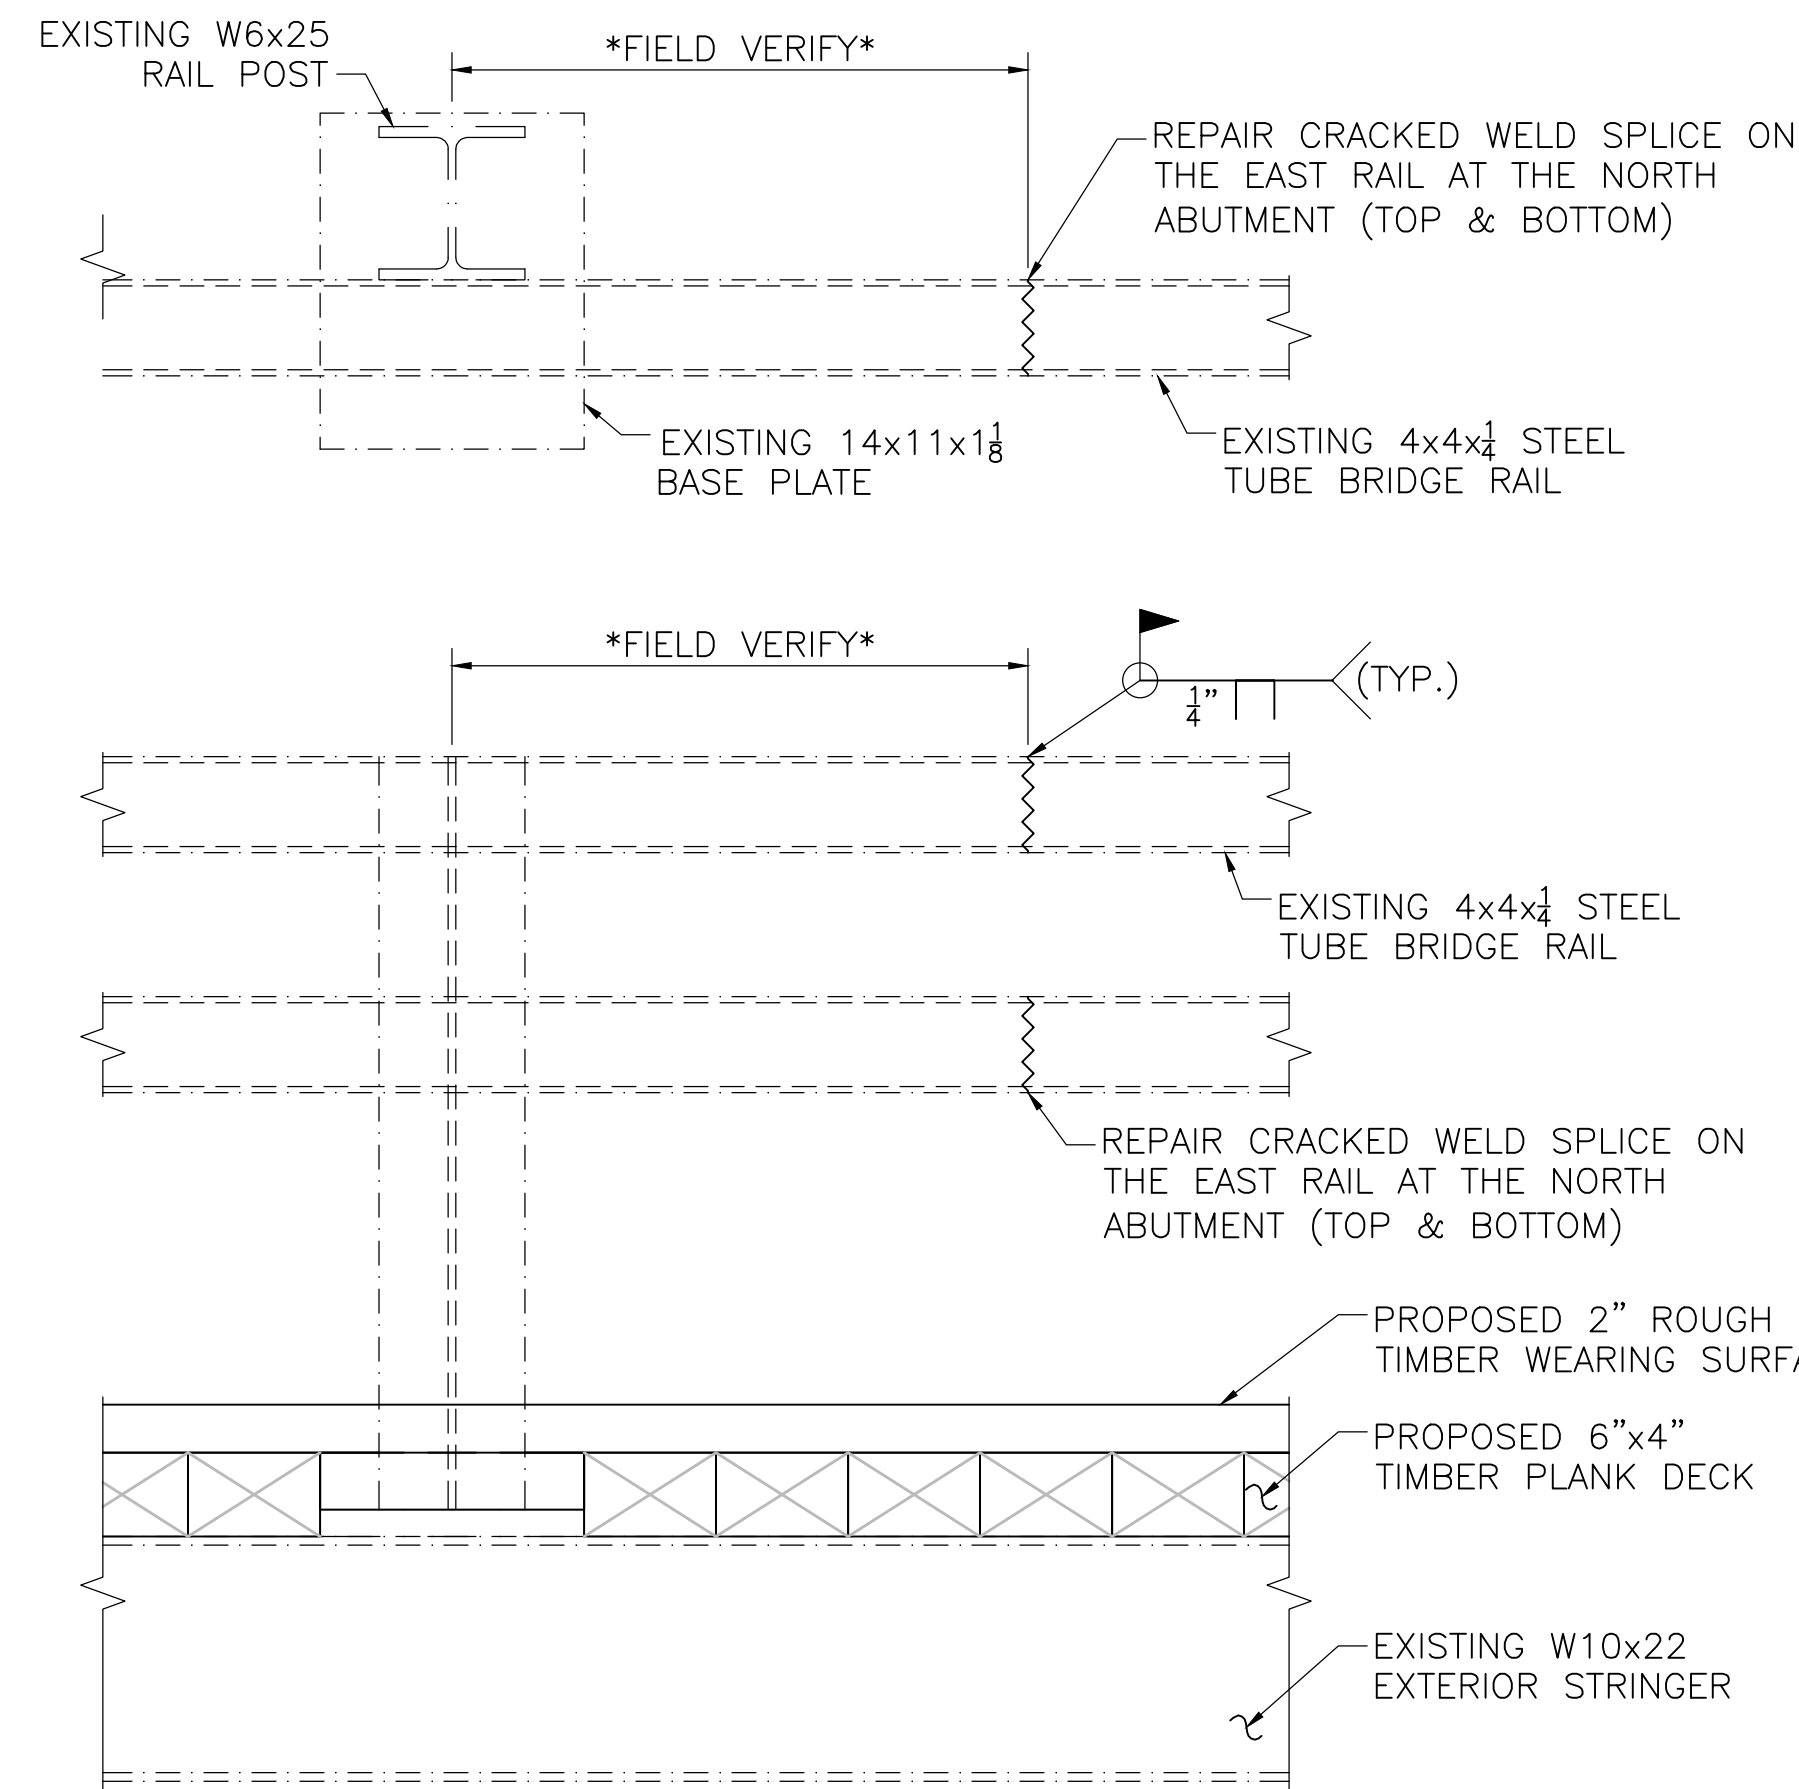 EXISTING W6x25
RAIL POST
*FIELD VERIFY*
REPAIR CRACKED WELD SPLICE ON
THE EAST RAIL AT THE NORTH
ABUTMENT (TOP & BOTTOM)
EXISTING 14x11x1 1/8
BASE PLATE
EXISTING 4x4x1/4 STEEL
TUBE BRIDGE RAIL
*FIELD VERIFY*
1/4”
(TYP.)
EXISTING 4x4x1/4 STEEL
TUBE BRIDGE RAIL
REPAIR CRACKED WELD SPLICE ON
THE EAST RAIL AT THE NORTH
ABUTMENT (TOP & BOTTOM)
PROPOSED 2” ROUGH
TIMBER WEARING
PROPOSED 6”x4”
TIMBER PLANK DECK
EXISTING W10x22
EXTERIOR STRINGER